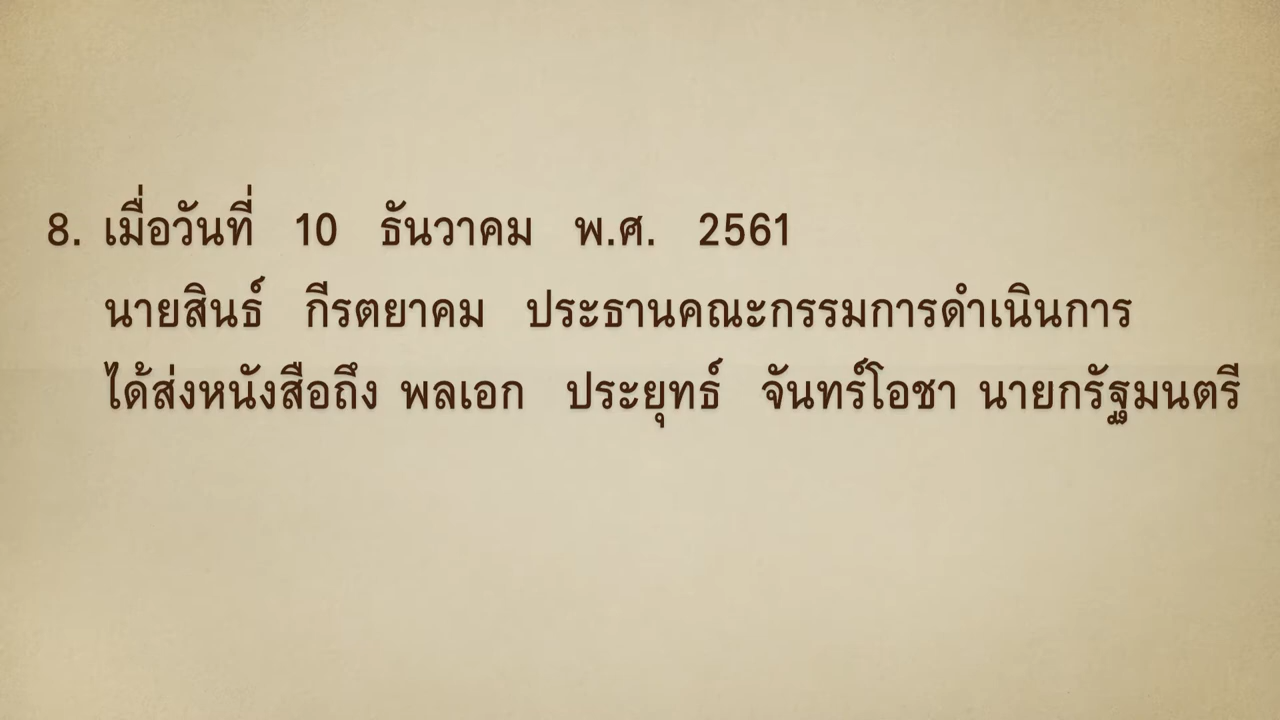 8. เมื่อวันที่ 10 ธันวาคม พ.ศ. 2561
นายสินธ์ กีรตยาคม ประธานคณะกรรมการดำเนินการ
ได้ส่งหนังสือถึง พลเอก ประยุทธ์ จันทร์โอชา นายกรัฐมนตรี